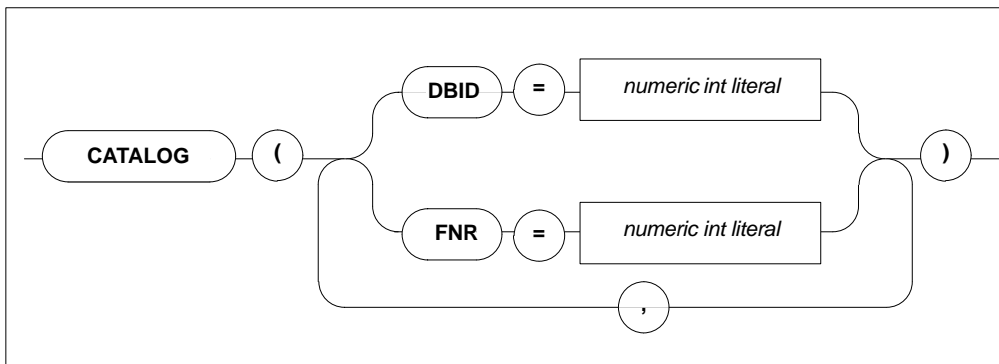 DBID = numeric int literal
CATALOG ( )
FNR = numeric int literal
,